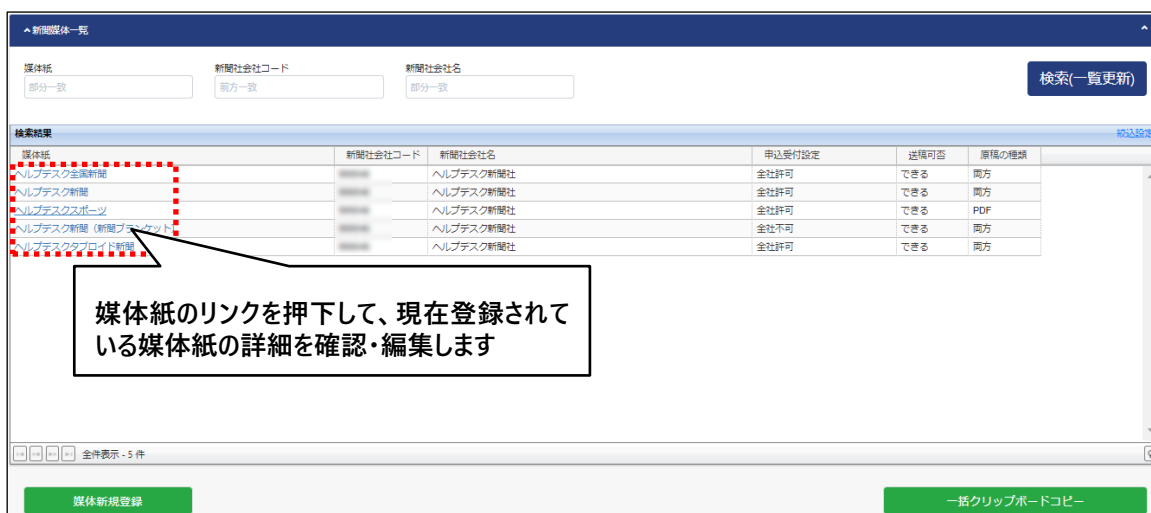 新聞媒体一覧
媒体紙 新聞社会社コード 新聞社会社名
部分一致 前方一致 部分一致
検索(一覧更新)
検索結果 絞込設定
媒体紙 新聞社会社コード 新聞社会社名 申込受付設定 送稿可否 原稿の種類
ヘルプデスク全国新聞 ヘルプデスク新聞社 全社許可 できる 両方
ヘルプデスク新聞 ヘルプデスク新聞社 全社許可 できる 両方
ヘルプデスクスポーツ ヘルプデスク新聞社 全社許可 できる PDF
ヘルプデスク新聞（新聞ブランケット） ヘルプデスク新聞社 全社不可 できる 両方
ヘルプデスクタブロイド新聞 ヘルプデスク新聞社 全社許可 できる 両方
媒体紙のリンクを押下して、現在登録されて
いる媒体紙の詳細を確認・編集します
全件表示 - 5 件
媒体新規登録 一括クリップボードコピー